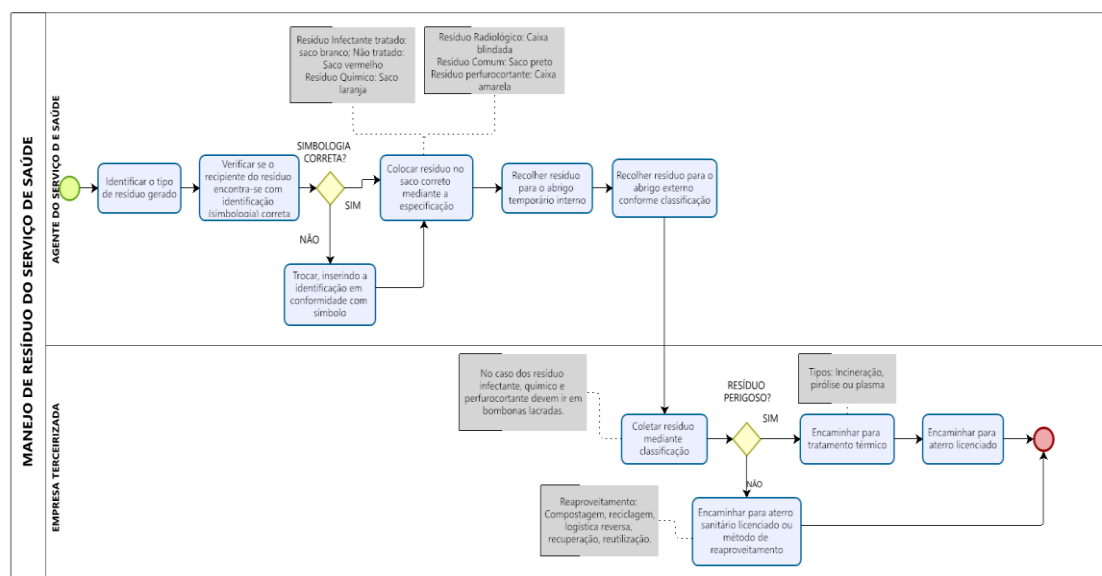 MANEJO DE RESÍDUO DO SERVIÇO DE SAÚDE
AGENTE DO SERVIÇO D E SAÚDE
Resíduo Infectante tratado:
saco branco; Não tratado:
Saco vermelho
Resíduo Químico: Saco
laranja
Resíduo Radiológico: Caixa
blindada
Resíduo Comum: Saco preto
Resíduo perfurocortante: Caixa
amarela
Identificar o tipo
de resíduo gerado
Verificar se o
recipiente do resíduo
encontra-se com
identificação
(simbologia) correta
SIMBOLOGIA
CORRETA?
SIM
NÃO
Colocar resíduo no
saco correto
mediante a
especificação
Recolher resíduo
para o abrigo
temporário interno
Recolher resíduo para o
abrigo externo
conforme classificação
Trocar, inserindo a
identificação em
conformidade com
símbolo
EMPRESA TERCEIRIZADA
No caso dos resíduo
infectante, químico e
perfurocortante devem ir em
bombonas lacradas.
Coletar resíduo
mediante
classificação
RESÍDUO
PERIGOSO?
SIM
NÃO
Tipos: Incineração,
pirólise ou plasma
Encaminhar para
tratamento térmico
Encaminhar para
aterro licenciado
Reaproveitamento:
Compostagem, reciclagem,
logística reversa,
recuperação, reutilização.
Encaminhar para aterro
sanitário licenciado ou
método de
reaproveitamento